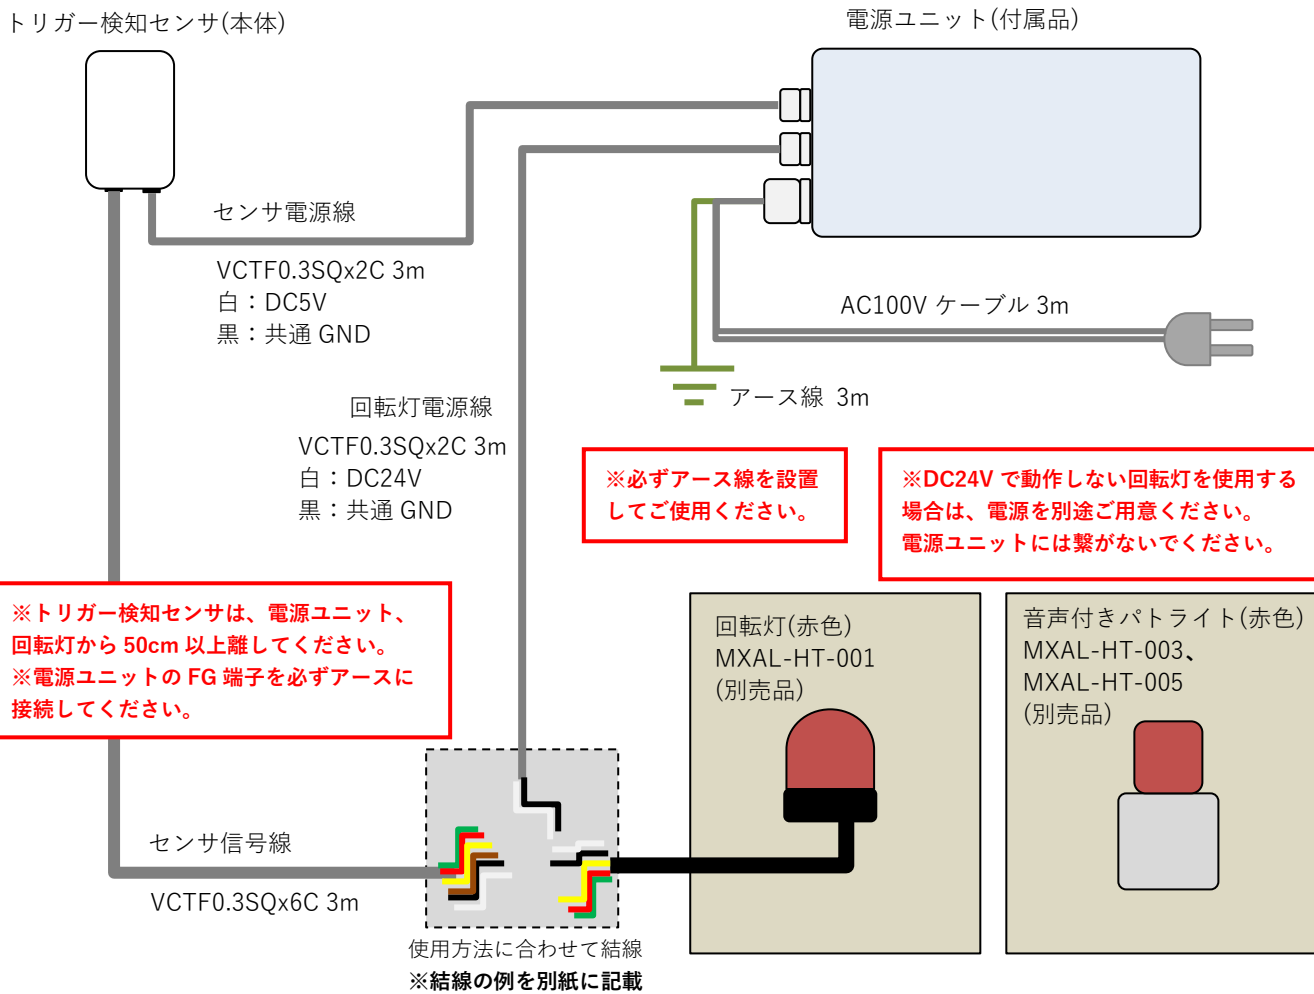 トリガー検知センサ(本体)
電源ユニット(付属品)
センサ電源線
VCTF0.3SQx2C 3m
白：DC5V
黒：共通 GND
AC100V ケーブル 3m
アース線 3m
回転灯電源線
VCTF0.3SQx2C 3m
白：DC24V
黒：共通 GND
※必ずアース線を設置
してご使用ください。
※DC24V で動作しない回転灯を使用する
場合は、電源を別途ご用意ください。
電源ユニットには繋がないでください。
※トリガー検知センサは、電源ユニット、
回転灯から 50cm 以上離してください。
※電源ユニットの FG 端子を必ずアースに
接続してください。
回転灯(赤色)
MXAL-HT-001
(別売品)
音声付きパトライト(赤色)
MXAL-HT-003、
MXAL-HT-005
(別売品)
センサ信号線
VCTF0.3SQx6C 3m
使用方法に合わせて結線
※結線の例を別紙に記載